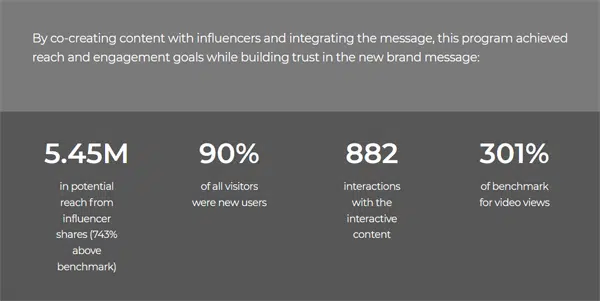 By co-creating content with influencers and integrating the message, this program achieved
reach and engagement goals while building trust in the new brand message:
5.45M
in potential
reach from
influencer
shares (743%
above
benchmark)
90%
of all visitors
were new users
882
interactions
with the
interactive
content
301%
of benchmark
for video views